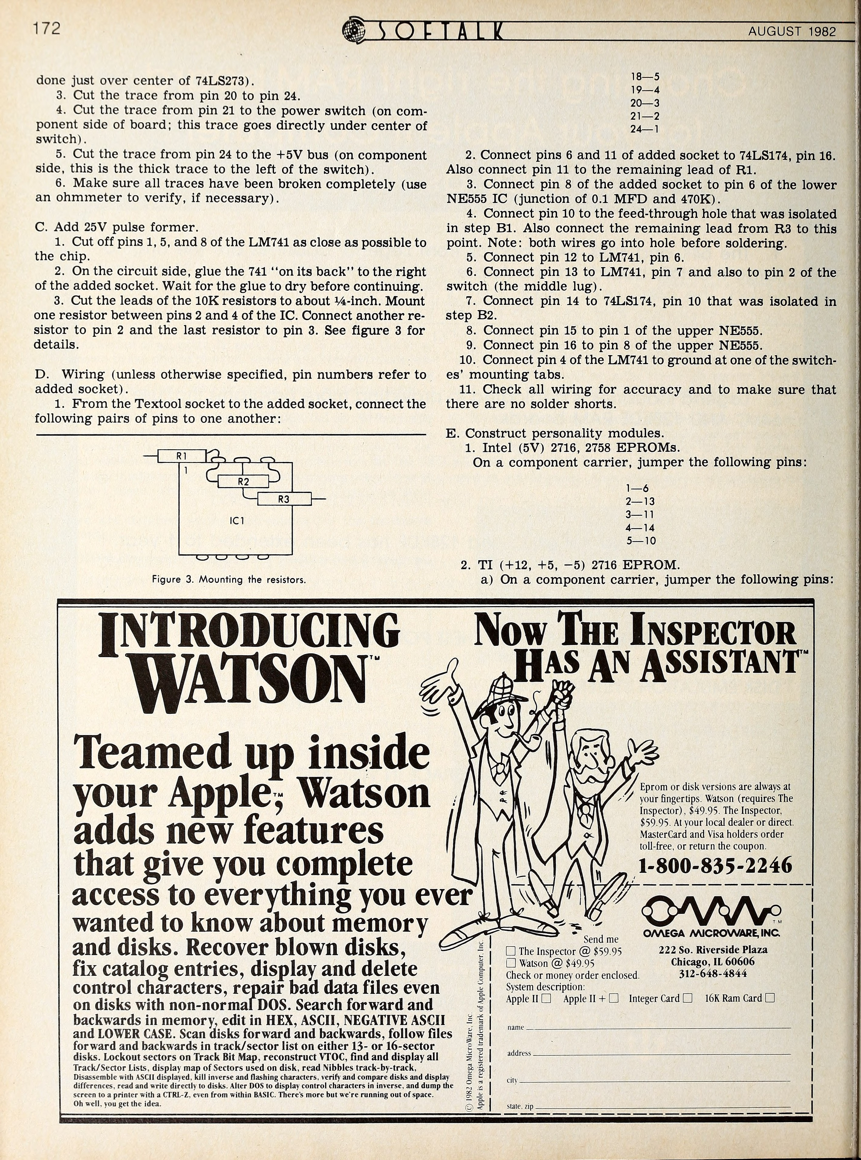 172
SOFTALK
AUGUST 1982
done just over center of 74LS273).
3. Cut the trace from pin 20 to pin 24.
4. Cut the trace from pin 21 to the power switch (on com-
ponent side of board; this trace goes directly under center of
switch).
5. Cut the trace from pin 24 to the +5V bus (on component
side, this is the thick trace to the left of the switch).
6. Make sure all traces have been broken completely (use
an ohmmeter to verify, if necessary).
C. Add 25V pulse former.
1. Cut off pins 1, 5, and 8 of the LM741 as close as possible to
the chip.
2. On the circuit side, glue the 741 "on its back" to the right
of the added socket. Wait for the glue to dry before continuing.
3. Cut the leads of the 10K resistors to about ¼-inch. Mount
one resistor between pins 2 and 4 of the IC. Connect another re-
sistor to pin 2 and the last resistor to pin 3. See figure 3 for
details.
D. Wiring (unless otherwise specified, pin numbers refer to
added socket).
1. From the Textool socket to the added socket, connect the
following pairs of pins to one another:
R1
1
R2
R3
IC1
Figure 3. Mounting the resistors.
18—5
19—4
20—3
21—2
24—1
2. Connect pins 6 and 11 of added socket to 74LS174, pin 16.
Also connect pin 11 to the remaining lead of R1.
3. Connect pin 8 of the added socket to pin 6 of the lower
NE555 IC (junction of 0.1 MFD and 470K).
4. Connect pin 10 to the feed-through hole that was isolated
in step B1. Also connect the remaining lead from R3 to this
point. Note: both wires go into hole before soldering.
5. Connect pin 12 to LM741, pin 6.
6. Connect pin 13 to LM741, pin 7 and also to pin 2 of the
switch (the middle lug).
7. Connect pin 14 to 74LS174, pin 10 that was isolated in
step B2.
8. Connect pin 15 to pin 1 of the upper NE555.
9. Connect pin 16 to pin 8 of the upper NE555.
10. Connect pin 4 of the LM741 to ground at one of the switch-
es' mounting tabs.
11. Check all wiring for accuracy and to make sure that
there are no solder shorts.
E. Construct personality modules.
1. Intel (5V) 2716, 2758 EPROMs.
On a component carrier, jumper the following pins:
1—6
2—13
3—11
4—14
5—10
2. TI (+12, +5, −5) 2716 EPROM.
a) On a component carrier, jumper the following pins:
INTRODUCING
WATSON™
Teamed up inside
your Apple,™ Watson
adds new features
that give you complete
access to everything you ever
wanted to know about memory
and disks. Recover blown disks,
fix catalog entries, display and delete
control characters, repair bad data files even
on disks with non-normal DOS. Search forward and
backwards in memory, edit in HEX, ASCII, NEGATIVE ASCII
and LOWER CASE. Scan disks forward and backwards, follow files
forward and backwards in track/sector list on either 13- or 16-sector
disks. Lockout sectors on Track Bit Map, reconstruct VTOC, find and display all
Track/Sector Lists, display map of Sectors used on disk, read Nibbles track-by-track,
Disassemble with ASCII displayed, kill inverse and flashing characters, verify and compare disks and display
differences, read and write directly to disks. Alter DOS to display control characters in inverse, and dump the
screen to a printer with a CTRL-Z, even from within BASIC. There's more but we're running out of space.
Oh well, you get the idea.
NOW THE INSPECTOR
HAS AN ASSISTANT™
Eprom or disk versions are always at
your fingertips. Watson (requires The
Inspector), $49.95. The Inspector,
$59.95. At your local dealer or direct.
MasterCard and Visa holders order
toll-free, or return the coupon.
1-800-835-2246
OMEGA MICROWARE, INC.
222 So. Riverside Plaza
Chicago, IL 60606
312-648-4844
Send me
The Inspector @ $59.95
Watson @ $49.95
Check or money order enclosed.
System description:
Apple II Apple II + Integer Card 16K Ram Card
name
address
city
state, zip
© 1982 Omega MicroWare, Inc.
Apple is a registered trademark of Apple Computer, Inc.